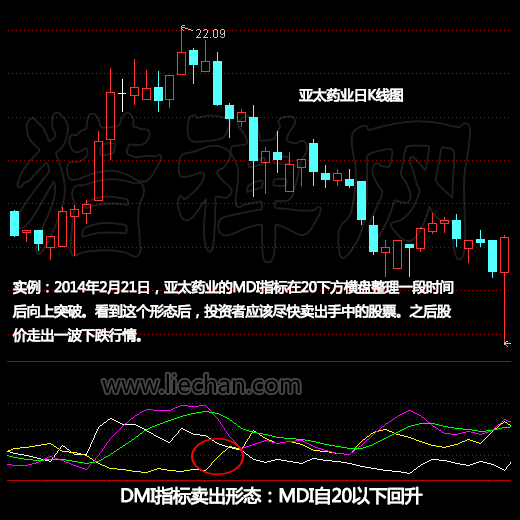 22.09
亚太药业日K线图
猎禅网
实例：2014年2月21日，亚太药业的MDI指标在20下方横盘整理一段时间
后向上突破。看到这个形态后，投资者应该尽快卖出手中的股票。之后股
价走出一波下跌行情。
www.liechan.com
DMI指标卖出形态：MDI自20以下回升